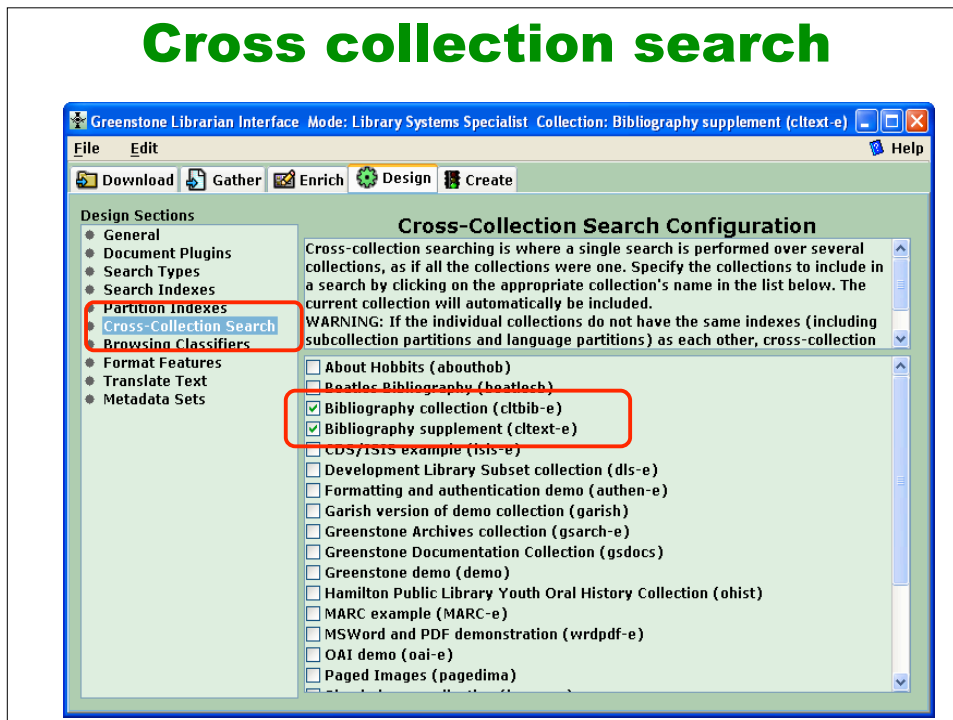 Cross collection search
Greenstone Librarian Interface Mode: Library Systems Specialist Collection: Bibliography supplement (cltext-e)
File Edit Help
Download Gather Enrich Design Create
Design Sections
General
Document Plugins
Search Types
Search Indexes
Partition Indexes
Cross-Collection Search
Browsing Classifiers
Format Features
Translate Text
Metadata Sets
Cross-Collection Search Configuration
Cross-collection searching is where a single search is performed over several
collections, as if all the collections were one. Specify the collections to include in
a search by clicking on the appropriate collection's name in the list below. The
current collection will automatically be included.
WARNING: If the individual collections do not have the same indexes (including
subcollection partitions and language partitions) as each other, cross-collection
About Hobbits (abouthob)
Beatles Bibliography (beatlesb)
Bibliography collection (cltbib-e)
Bibliography supplement (cltext-e)
CDS/ISIS example (isis-e)
Development Library Subset collection (dls-e)
Formatting and authentication demo (authen-e)
Garish version of demo collection (garish)
Greenstone Archives collection (gsarch-e)
Greenstone Documentation Collection (gsdocs)
Greenstone demo (demo)
Hamilton Public Library Youth Oral History Collection (ohist)
MARC example (MARC-e)
MSWord and PDF demonstration (wrdpdf-e)
OAI demo (oai-e)
Paged Images (pagedima)